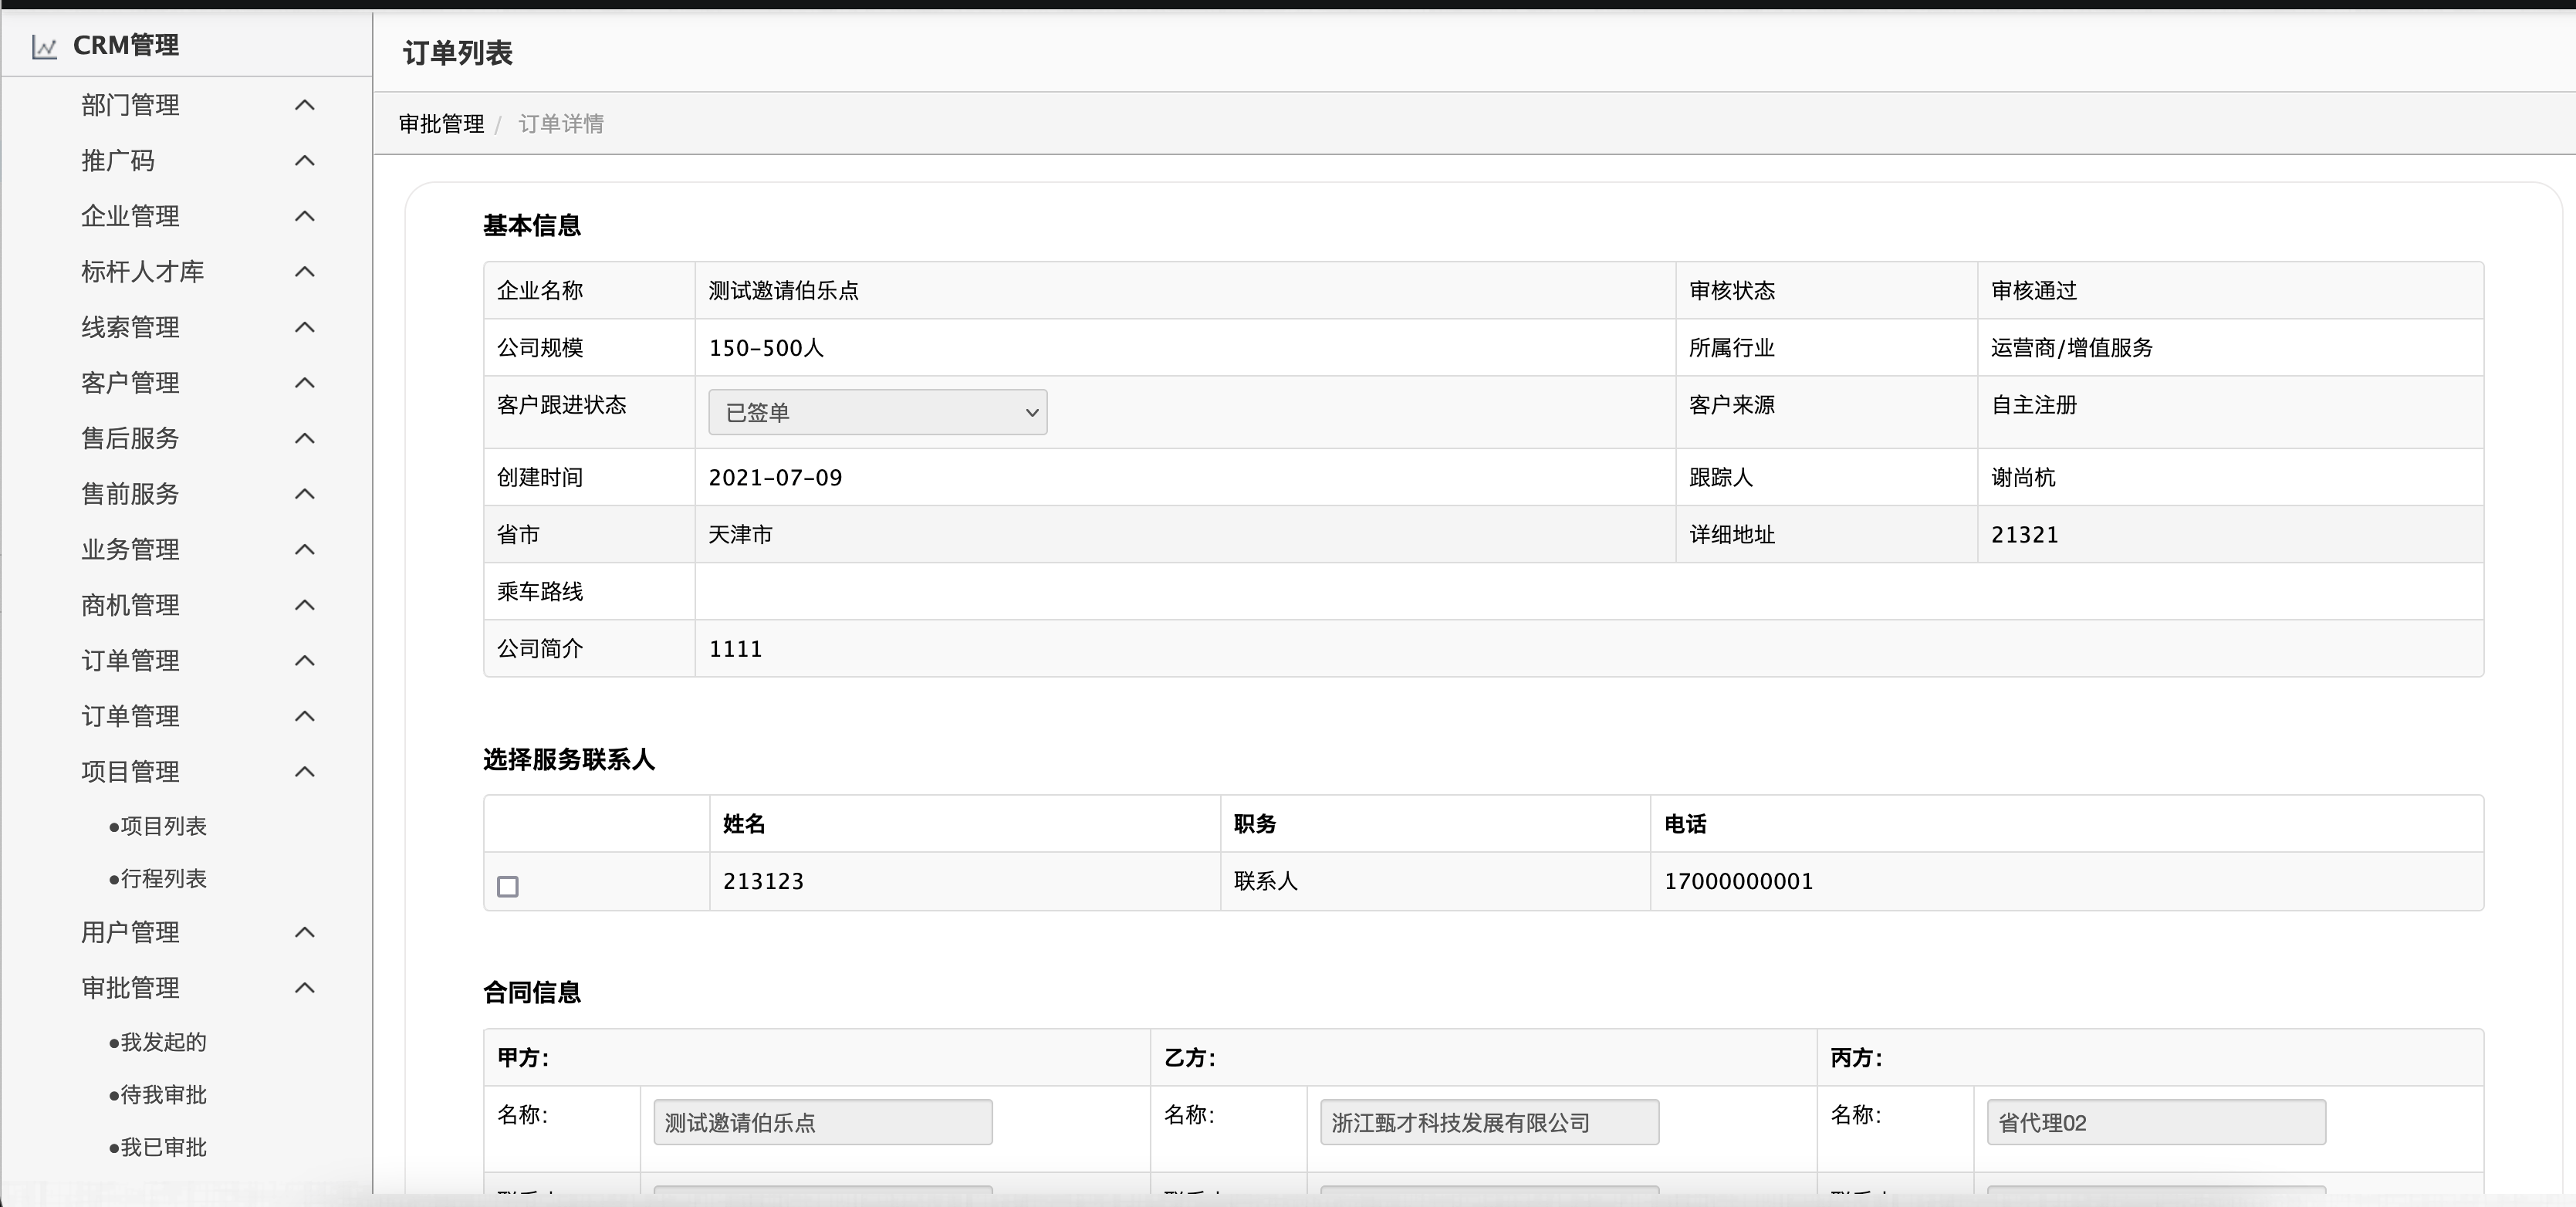 CRM管理
部门管理
推广码
企业管理
标杆人才库
线索管理
客户管理
售后服务
售前服务
业务管理
商机管理
订单管理
订单管理
项目管理
●项目列表
●行程列表
用户管理
审批管理
●我发起的
●待我审批
●我已审批
订单列表
审批管理 / 订单详情
基本信息
企业名称 测试邀请伯乐点 审核状态 审核通过
公司规模 150-500人 所属行业 运营商/增值服务
客户跟进状态 已签单 客户来源 自主注册
创建时间 2021-07-09 跟踪人 谢尚杭
省市 天津市 详细地址 21321
乘车路线
公司简介 1111
选择服务联系人
姓名 职务 电话
213123 联系人 17000000001
合同信息
甲方: 乙方: 丙方:
名称: 测试邀请伯乐点 名称: 浙江甄才科技发展有限公司 名称: 省代理02